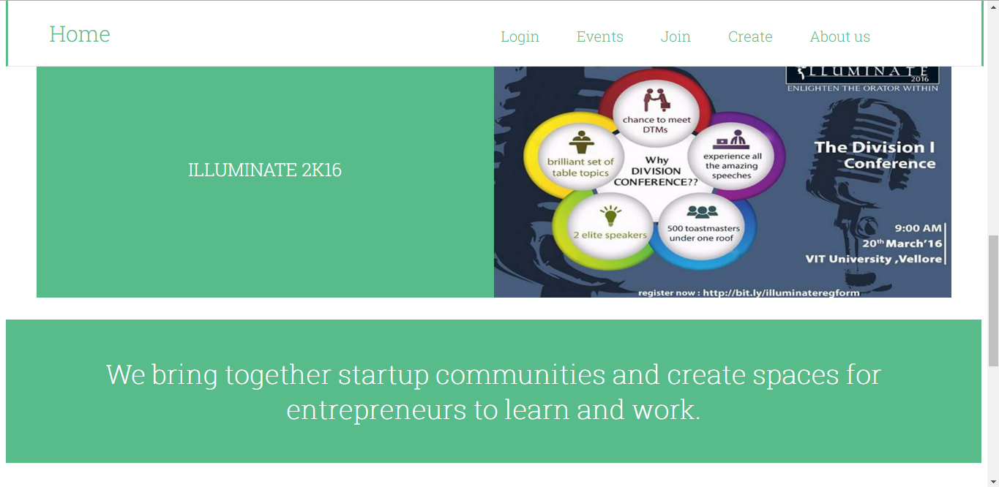 Home
Login Events Join Create About us
ILLUMINATE 2K16
ILLUMINATE
2016
ENLIGHTEN THE ORATOR WITHIN
chance to meet
DTMs
brilliant set of
table topics
Why
DIVISION
CONFERENCE??
experience all
the amazing
speeches
2 elite speakers
500 toastmasters
under one roof
The Division I
Conference
9:00 AM
20th March'16
VIT University ,Vellore
register now : http://bit.ly/illuminateregform
We bring together startup communities and create spaces for
entrepreneurs to learn and work.